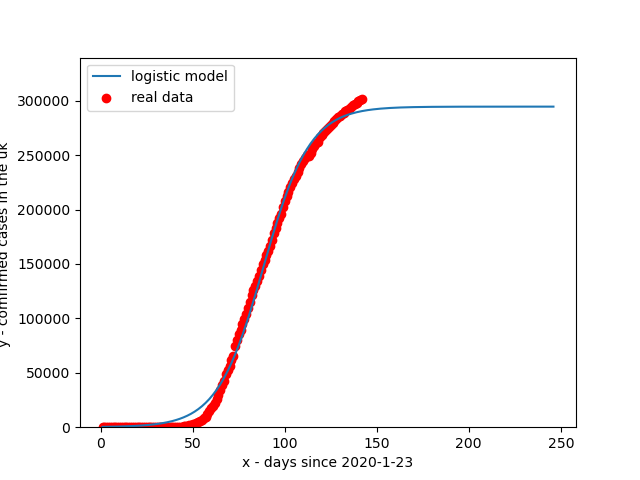 logistic model
real data
300000
250000
200000
150000
100000
50000
0
0 50 100 150 200 250
x - days since 2020-1-23
y - comfirmed cases in the uk